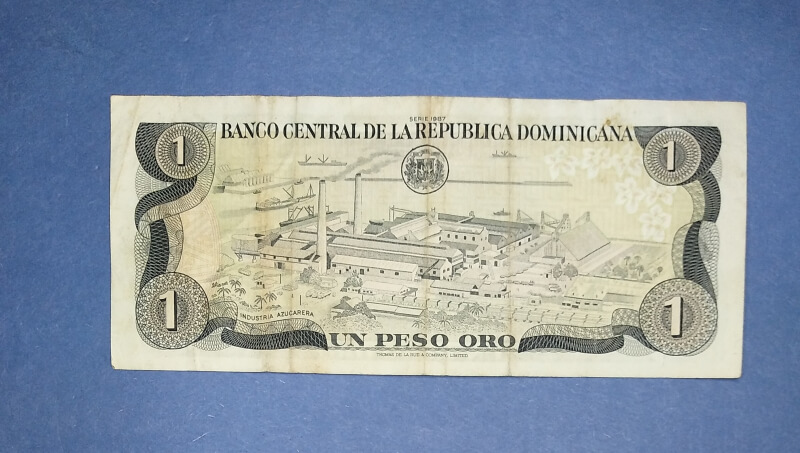 SERIE 1987
BANCO CENTRAL DE LA REPUBLICA DOMINICANA
1 1
INDUSTRIA AZUCARERA
1 1
UN PESO ORO
THOMAS DE LA RUE & COMPANY, LIMITED